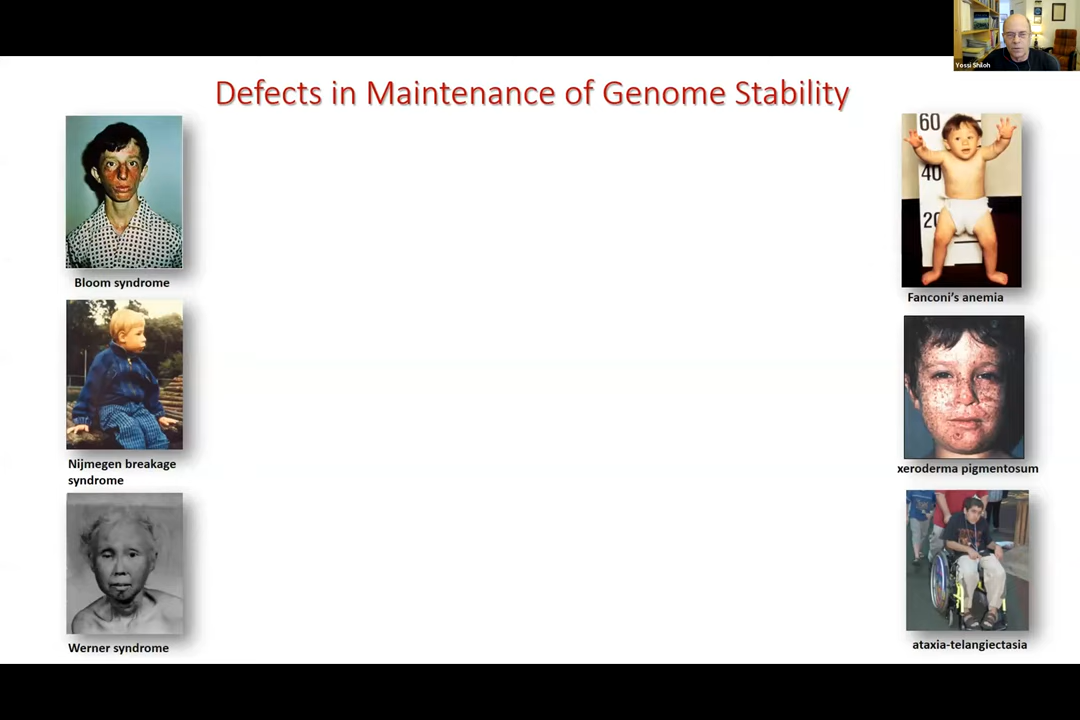 Yossi Shiloh
Defects in Maintenance of Genome Stability
60
40
20
Bloom syndrome
Fanconi's anemia
Nijmegen breakage
syndrome
xeroderma pigmentosum
Werner syndrome
ataxia-telangiectasia